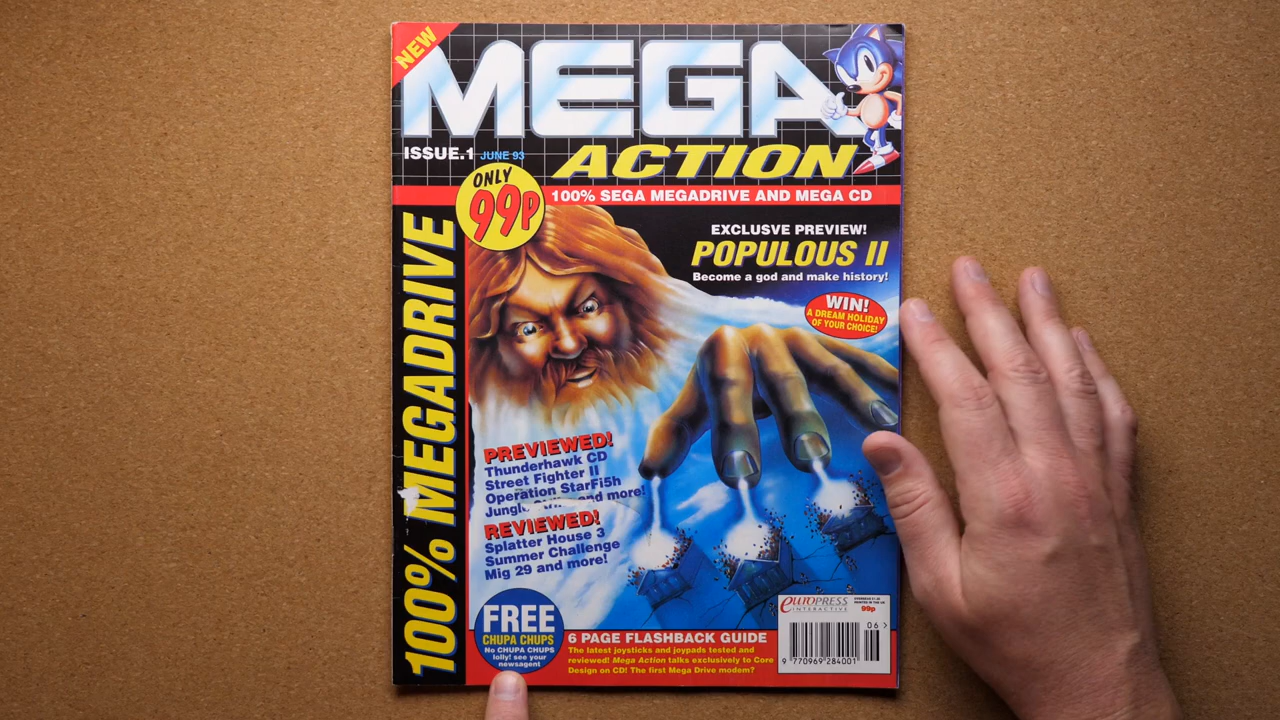 NEW
MEGA
ACTION
ISSUE.1 JUNE 93
ONLY
99P
100% SEGA MEGADRIVE AND MEGA CD
100% MEGADRIVE
EXCLUSVE PREVIEW!
POPULOUS II
Become a god and make history!
WIN!
A DREAM HOLIDAY
OF YOUR CHOICE!
PREVIEWED!
Thunderhawk CD
Street Fighter II
Operation StarFi5h
Jungle and more!
REVIEWED!
Splatter House 3
Summer Challenge
Mig 29 and more!
FREE
CHUPA CHUPS
No CHUPA CHUPS
lolly! see your
newsagent
6 PAGE FLASHBACK GUIDE
The latest joysticks and joypads tested and
reviewed! Mega Action talks exclusively to Core
Design on CD! The first Mega Drive modem?
europress
INTERACTIVE
99p
06 >
9 770969 284001